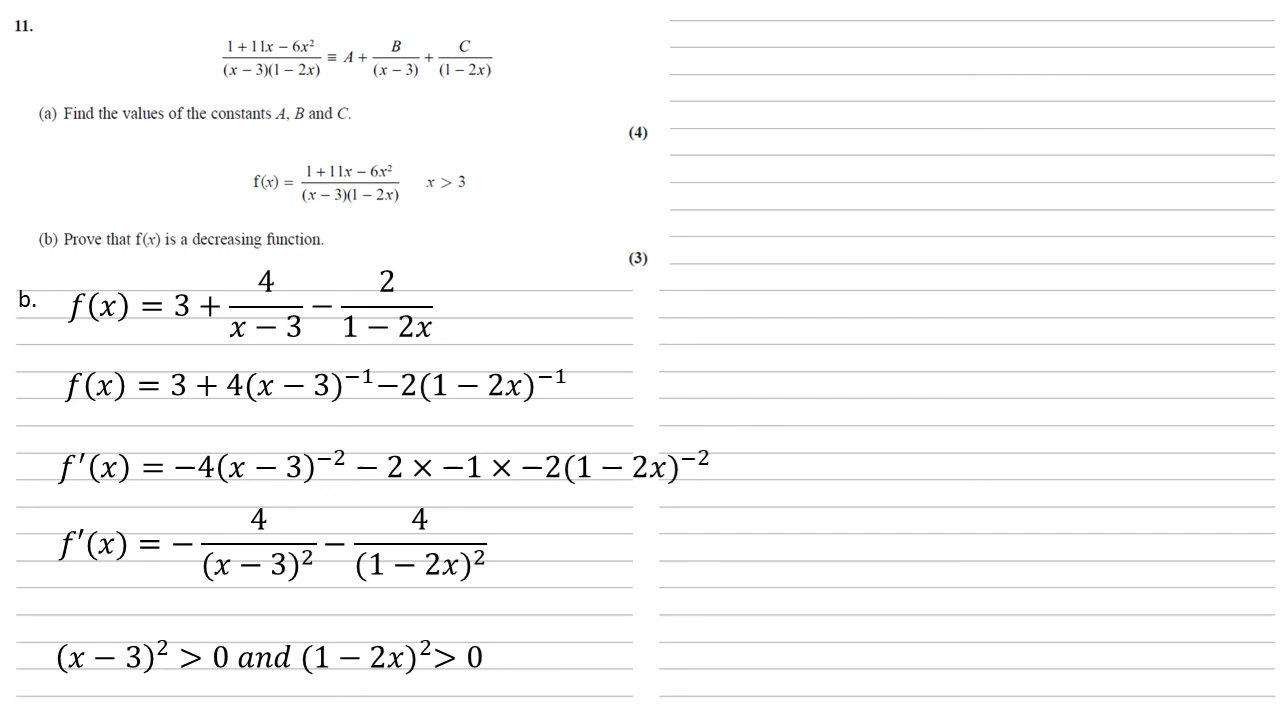 11.
(1 + 11x − 6x²)/((x − 3)(1 − 2x)) ≡ A + B/(x − 3) + C/(1 − 2x)
(a) Find the values of the constants A, B and C.
(4)
f(x) = (1 + 11x − 6x²)/((x − 3)(1 − 2x)) x > 3
(b) Prove that f(x) is a decreasing function.
(3)
b. f(x) = 3 + 4/(x − 3) − 2/(1 − 2x)
f(x) = 3 + 4(x − 3)⁻¹−2(1 − 2x)⁻¹
f′(x) = −4(x − 3)⁻² − 2 × −1 × −2(1 − 2x)⁻²
f′(x) = − 4/(x − 3)² − 4/(1 − 2x)²
(x − 3)² > 0 and (1 − 2x)²> 0